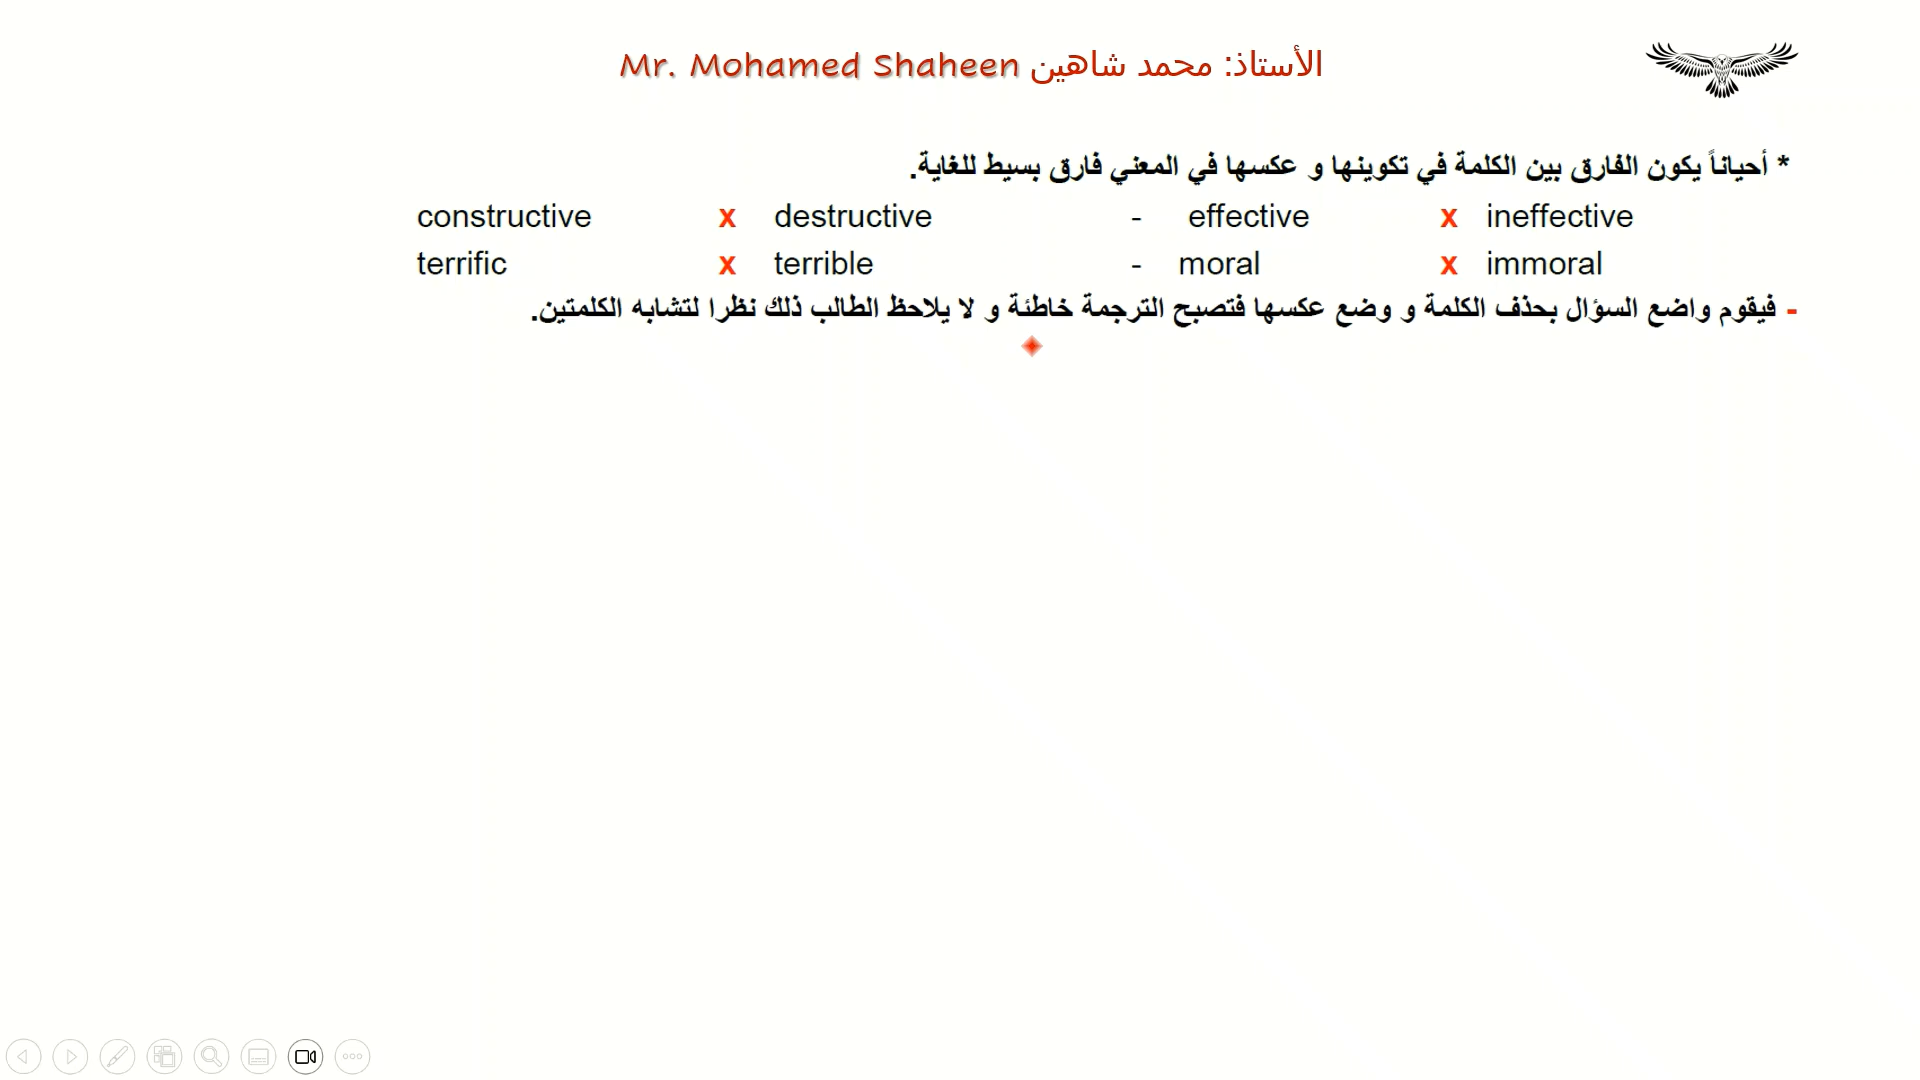 Mr. Mohamed Shaheen الأستاذ: محمد شاهين
* أحياناً يكون الفارق بين الكلمة في تكوينها و عكسها في المعني فارق بسيط للغاية.
constructive x destructive - effective x ineffective
terrific x terrible - moral x immoral
- فيقوم واضع السؤال بحذف الكلمة و وضع عكسها فتصبح الترجمة خاطئة و لا يلاحظ الطالب ذلك نظرا لتشابه الكلمتين.